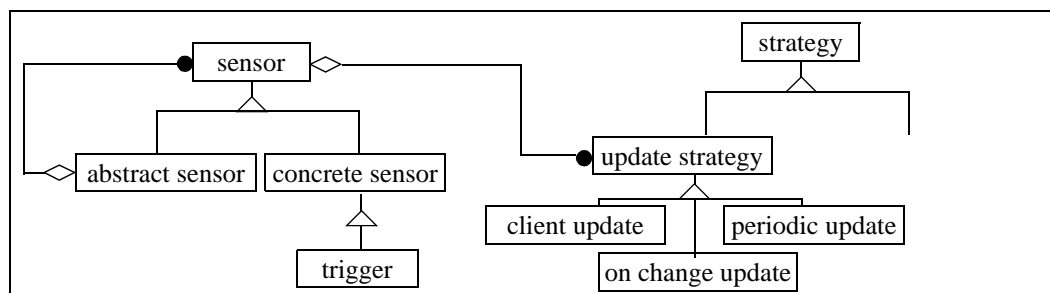 strategy
sensor
update strategy
abstract sensor
concrete sensor
client update
periodic update
trigger
on change update